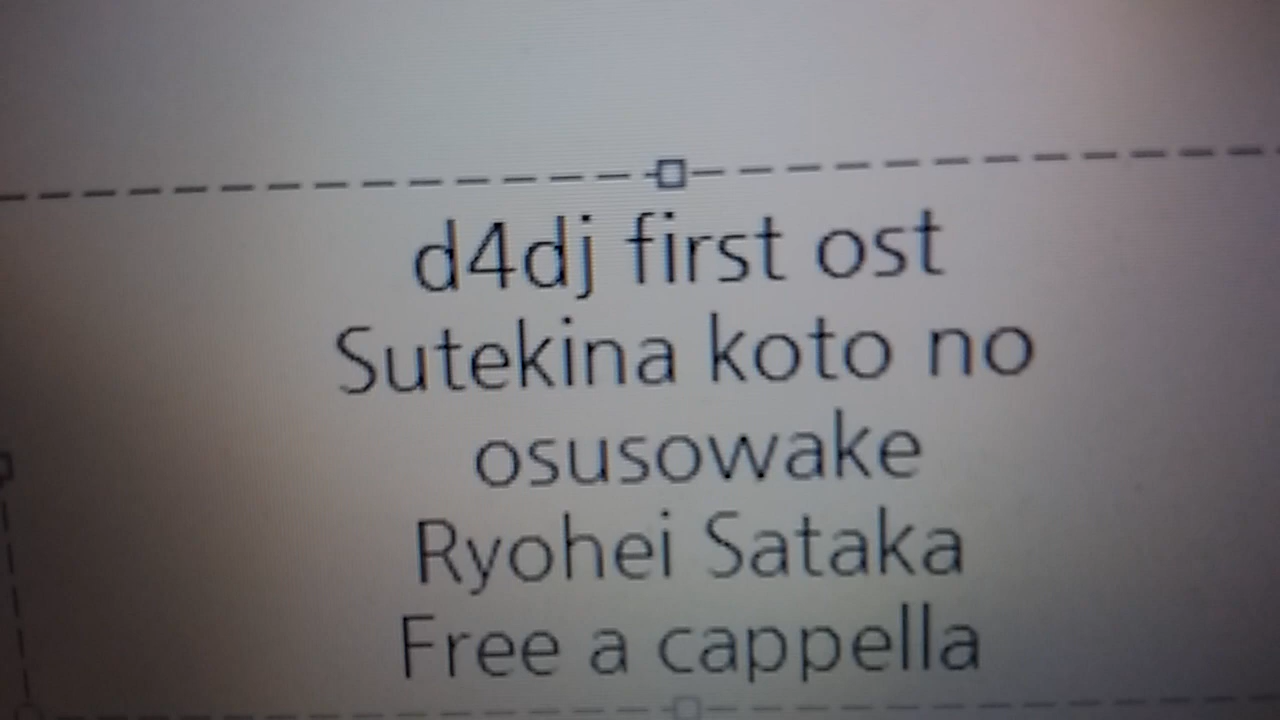 d4dj first ost
Sutekina koto no
osusowake
Ryohei Sataka
Free a cappella